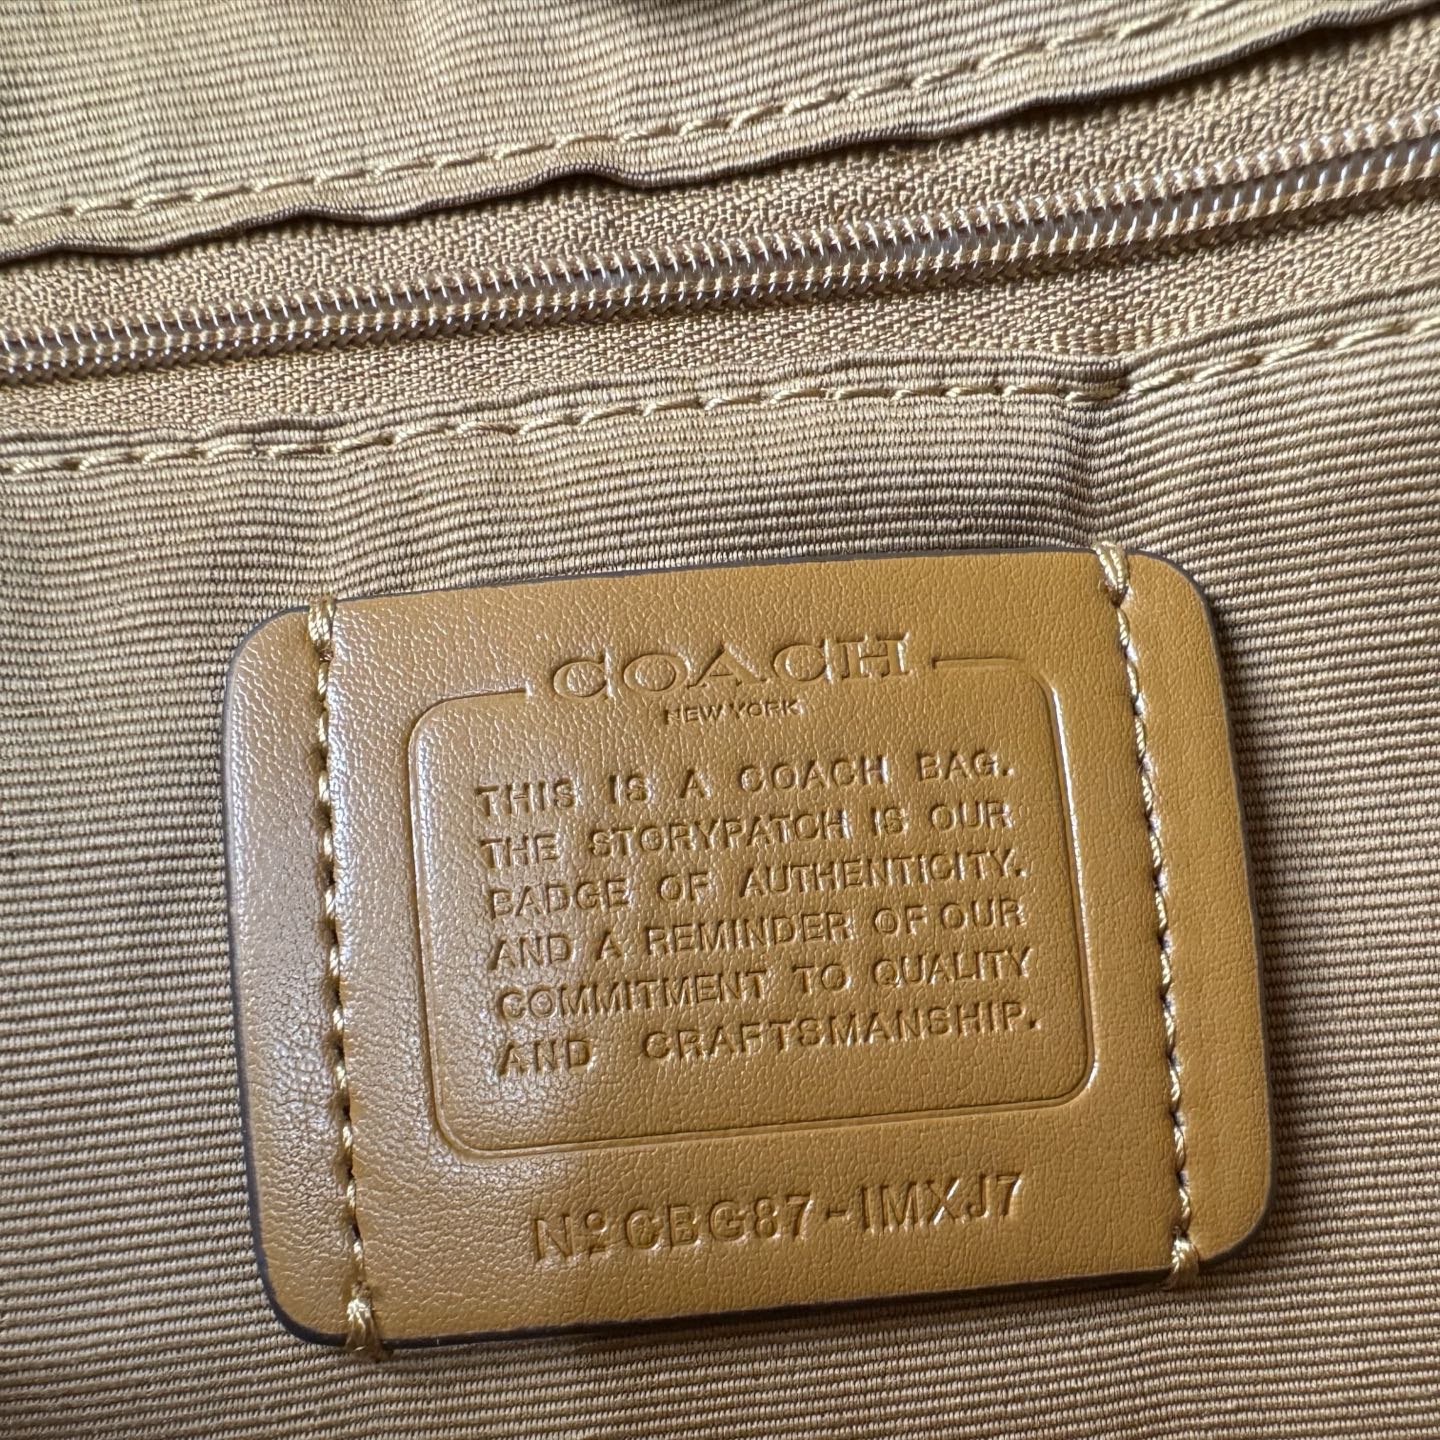 COACH
NEW YORK
THIS IS A COACH BAG.
THE STORYPATCH IS OUR
BADGE OF AUTHENTICITY.
AND A REMINDER OF OUR
COMMITMENT TO QUALITY
AND CRAFTSMANSHIP.
Nº CBG87-IMXJ7